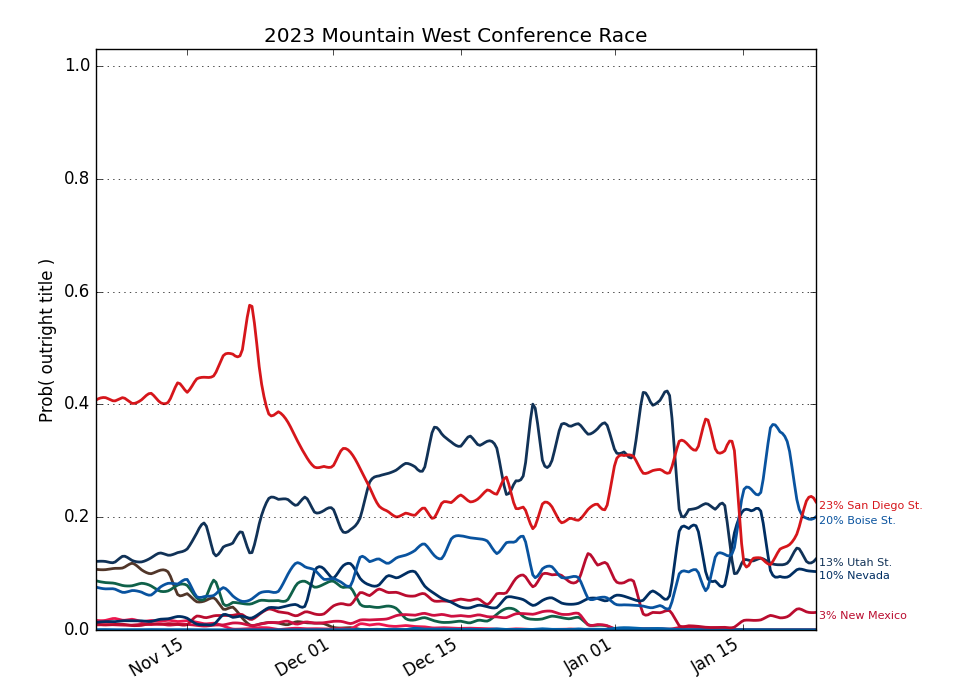 2023 Mountain West Conference Race
1.0
0.8
0.6
0.4
0.2
0.0
Prob( outright title )
23% San Diego St.
20% Boise St.
13% Utah St.
10% Nevada
3% New Mexico
Nov 15
Dec 01
Dec 15
Jan 01
Jan 15